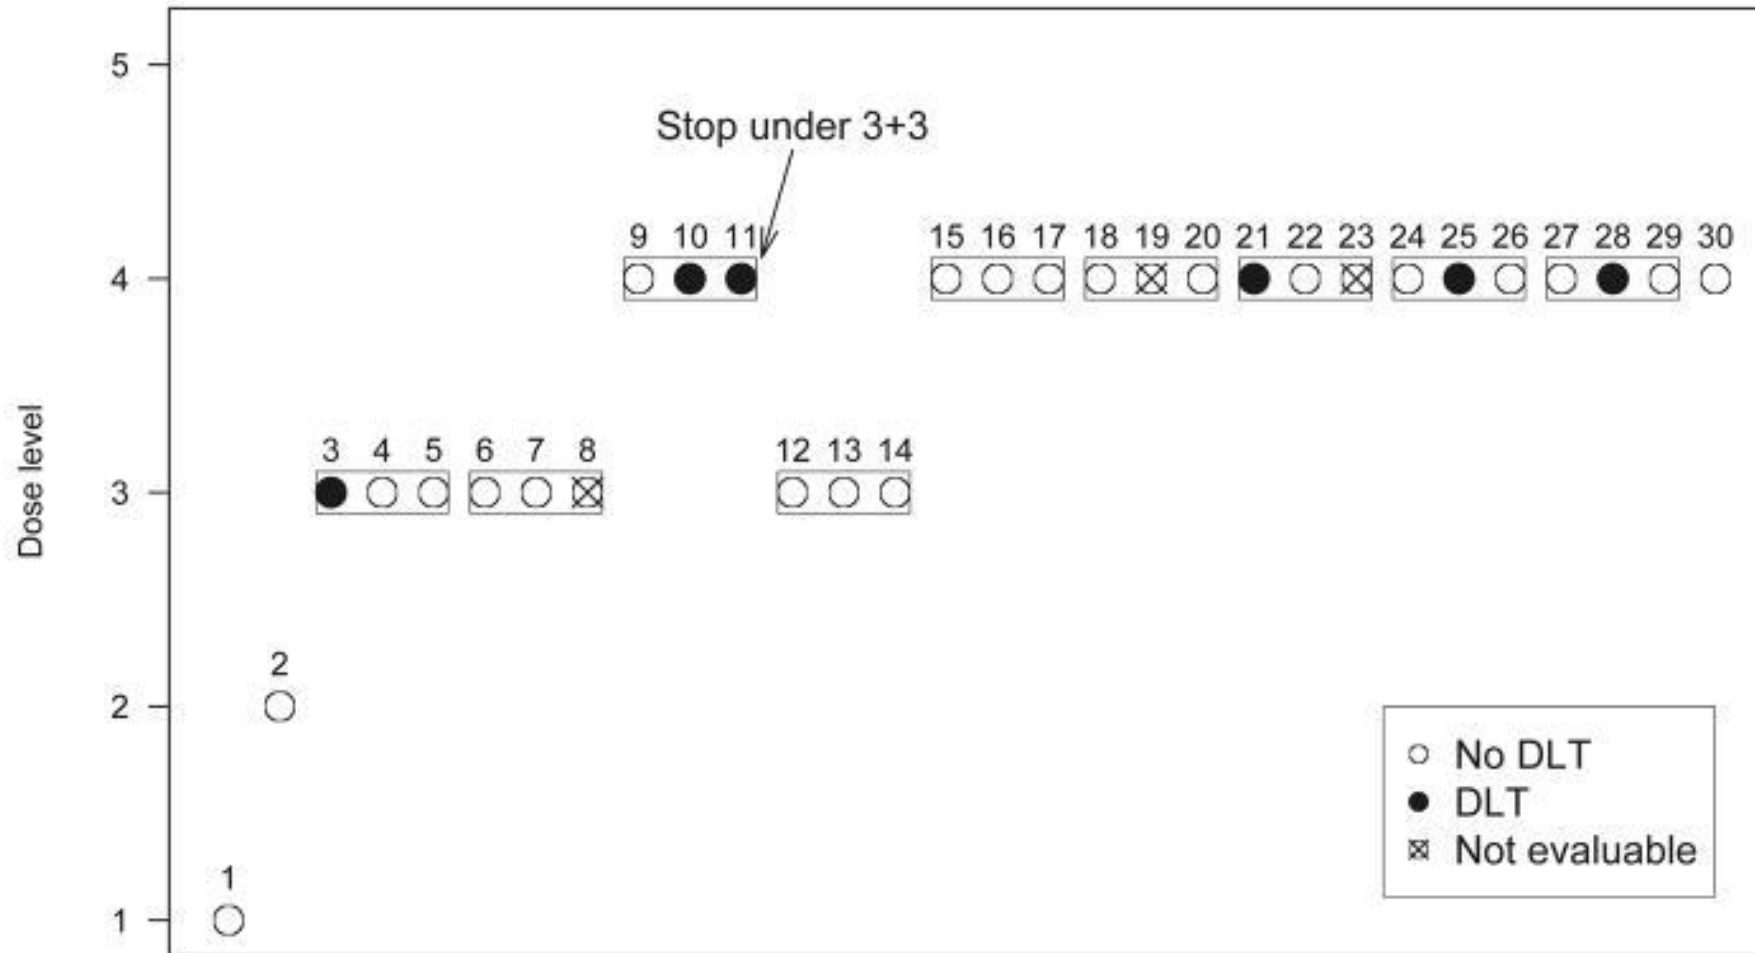 5
Stop under 3+3
9 10 11 15 16 17 18 19 20 21 22 23 24 25 26 27 28 29 30
4
Dose level
3 4 5 6 7 8 12 13 14
3
2
2
No DLT
DLT
Not evaluable
1
1